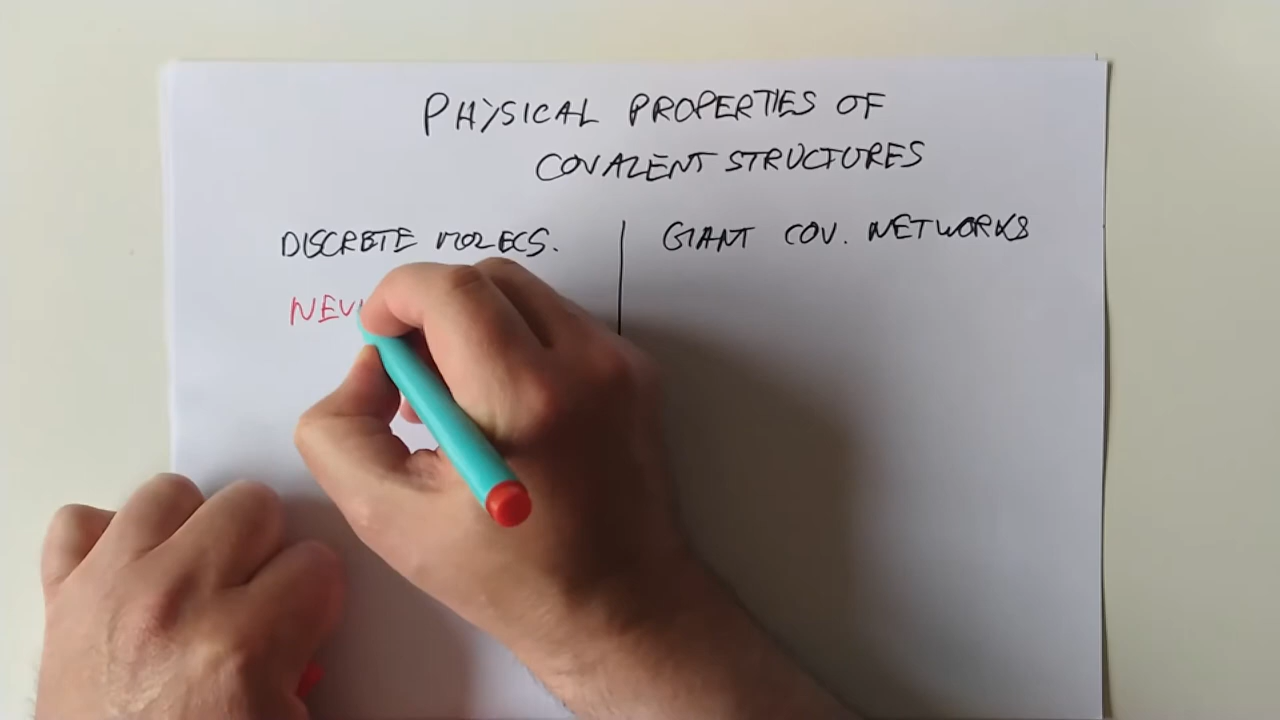 PHYSICAL PROPERTIES OF
COVALENT STRUCTURES
DISCRETE MOLECS.
GIANT COV. NETWORKS